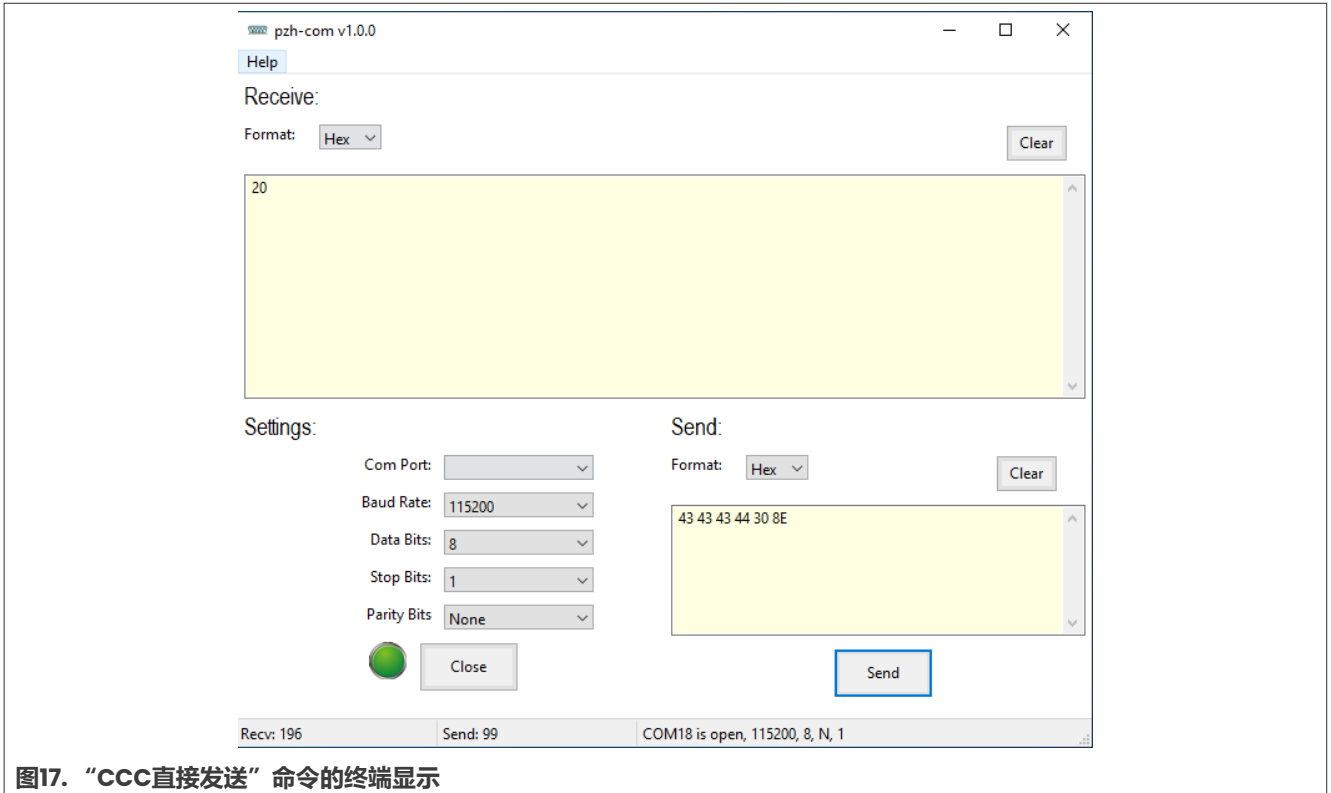 pzh-com v1.0.0
Help
Receive:
Format: Hex
Clear
20
Settings:
Send:
Com Port:
Format: Hex
Clear
Baud Rate: 115200
43 43 43 44 30 8E
Data Bits: 8
Stop Bits: 1
Parity Bits None
Close
Send
Recv: 196 Send: 99 COM18 is open, 115200, 8, N, 1
图17. “CCC直接发送”命令的终端显示